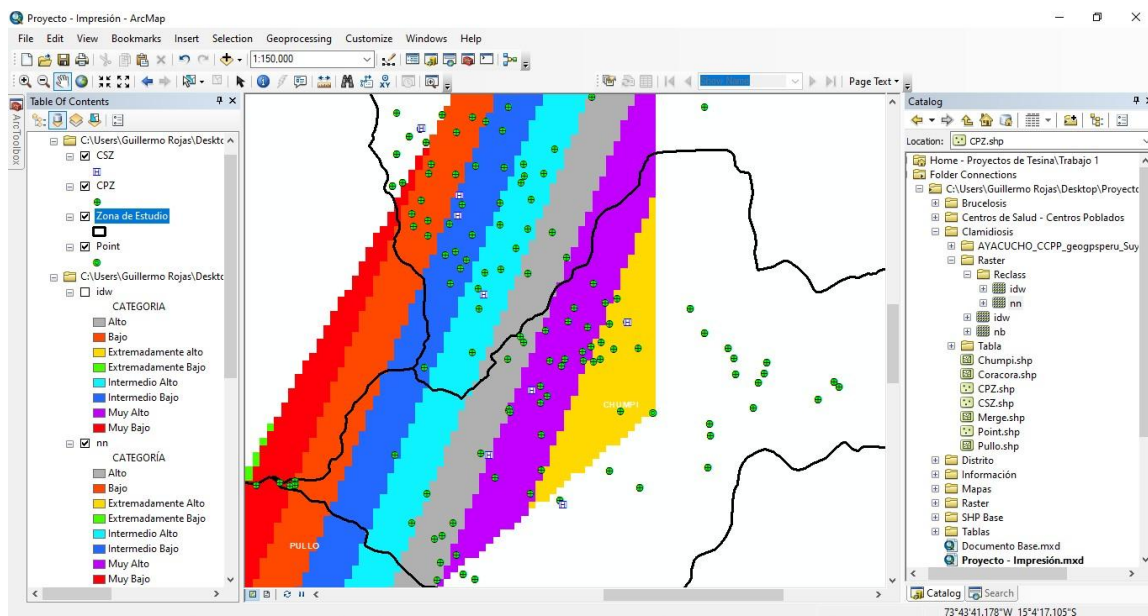 Proyecto - Impresión - ArcMap
File Edit View Bookmarks Insert Selection Geoprocessing Customize Windows Help
1:150,000
Page Text
ArcToolbox
Table Of Contents
C:\Users\Guillermo Rojas\Deskto
CSZ
CPZ
Zona de Estudio
Point
C:\Users\Guillermo Rojas\Deskto
idw
CATEGORIA
Alto
Bajo
Extremadamente alto
Extremadamente Bajo
Intermedio Alto
Intermedio Bajo
Muy Alto
Muy Bajo
nn
CATEGORÍA
Alto
Bajo
Extremadamente Alto
Extremadamente Bajo
Intermedio Alto
Intermedio Bajo
Muy Alto
Muy Bajo
CHUMPI
PULLO
Catalog
Location: CPZ.shp
Home - Proyectos de Tesina\Trabajo 1
Folder Connections
C:\Users\Guillermo Rojas\Desktop\Proyecto
Brucelosis
Centros de Salud - Centros Poblados
Clamidiosis
AYACUCHO_CCPP_geogpsperu_Suy
Raster
Reclass
idw
nn
idw
nb
Tabla
Chumpi.shp
Coracora.shp
CPZ.shp
CSZ.shp
Merge.shp
Point.shp
Pullo.shp
Distrito
Información
Mapas
Raster
SHP Base
Tablas
Documento Base.mxd
Proyecto - Impresión.mxd
Catalog Search
73°43'41.178"W 15°4'17.105"S